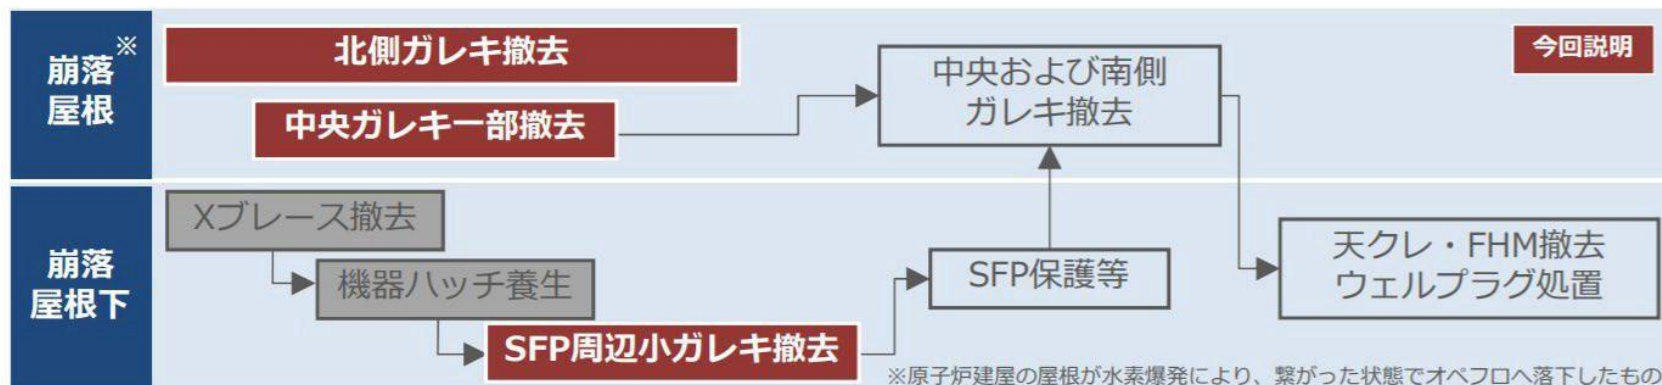 崩落※
屋根
北側ガレキ撤去
中央ガレキ一部撤去
中央および南側
ガレキ撤去
今回説明
崩落
屋根下
Xブレース撤去
機器ハッチ養生
SFP周辺小ガレキ撤去
SFP保護等
天クレ・FHM撤去
ウェルプラグ処置
※原子炉建屋の屋根が水素爆発により、繋がった状態でオペフロへ落下したもの